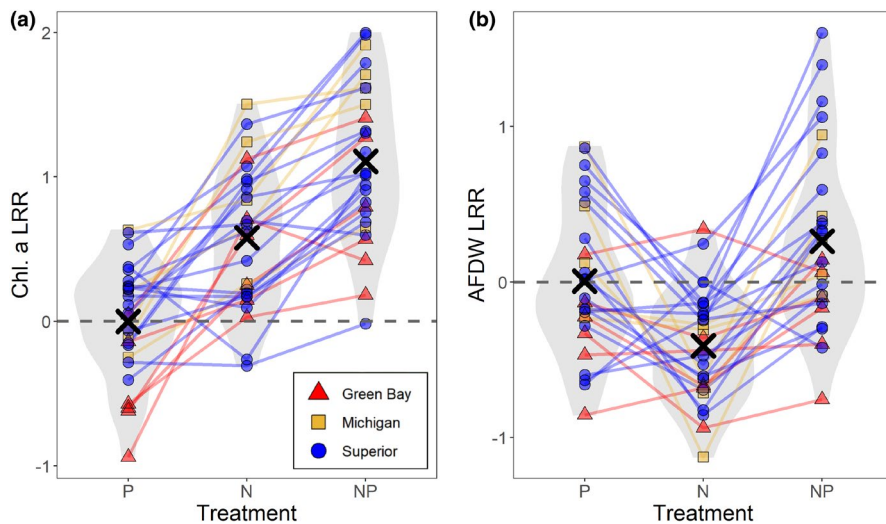 (a)
2
1
0
-1
Chl. a LRR
P N NP
Treatment
Green Bay
Michigan
Superior
(b)
1
0
-1
AFDW LRR
P N NP
Treatment